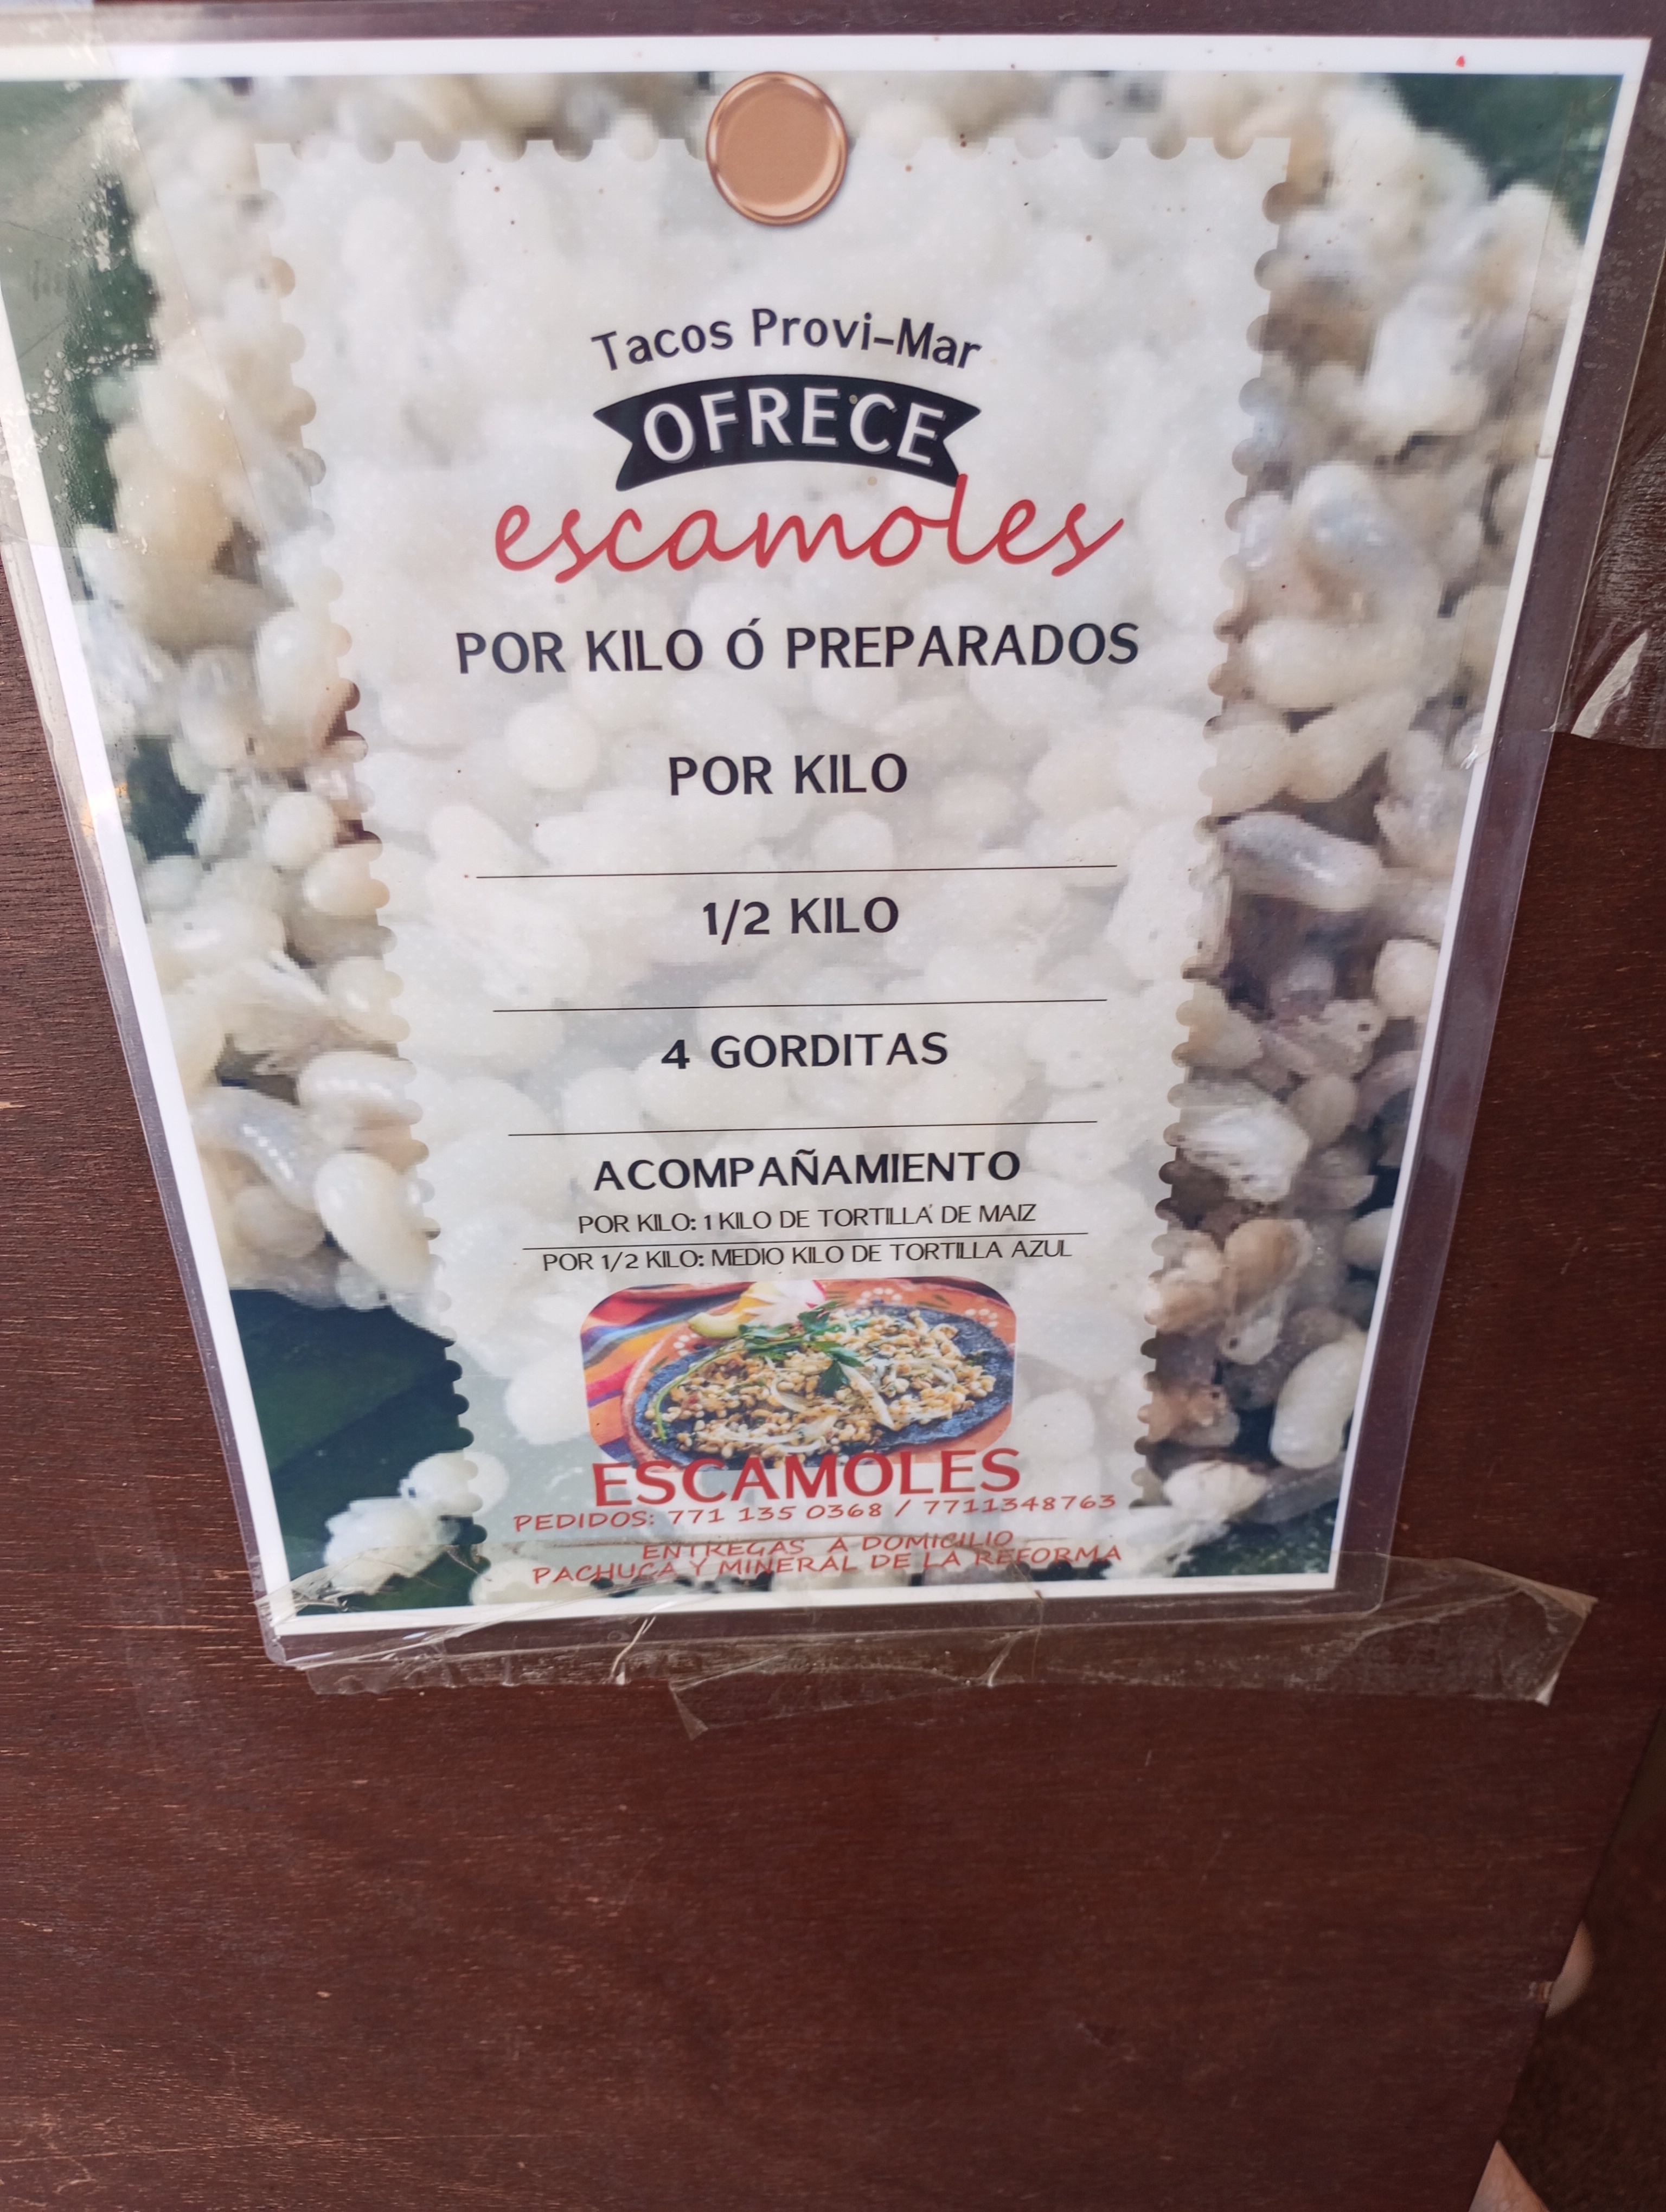 Tacos Provi-Mar
OFRECE
escamoles
POR KILO Ó PREPARADOS
POR KILO
1/2 KILO
4 GORDITAS
ACOMPAÑAMIENTO
POR KILO: 1 KILO DE TORTILLA DE MAIZ
POR 1/2 KILO: MEDIO KILO DE TORTILLA AZUL
ESCAMOLES
PEDIDOS: 771 135 0368 / 7711348763
ENTREGAS A DOMICILIO
PACHUCA Y MINERAL DE LA REFORMA